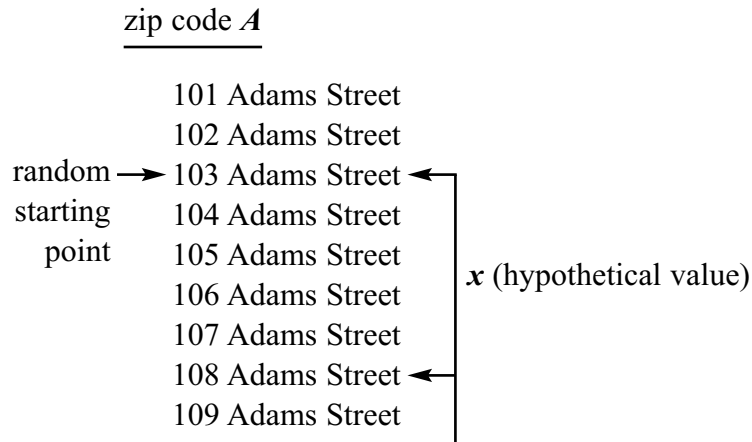 zip code A
101 Adams Street
102 Adams Street
random
103 Adams Street
starting
104 Adams Street
point
105 Adams Street
x (hypothetical value)
106 Adams Street
107 Adams Street
108 Adams Street
109 Adams Street